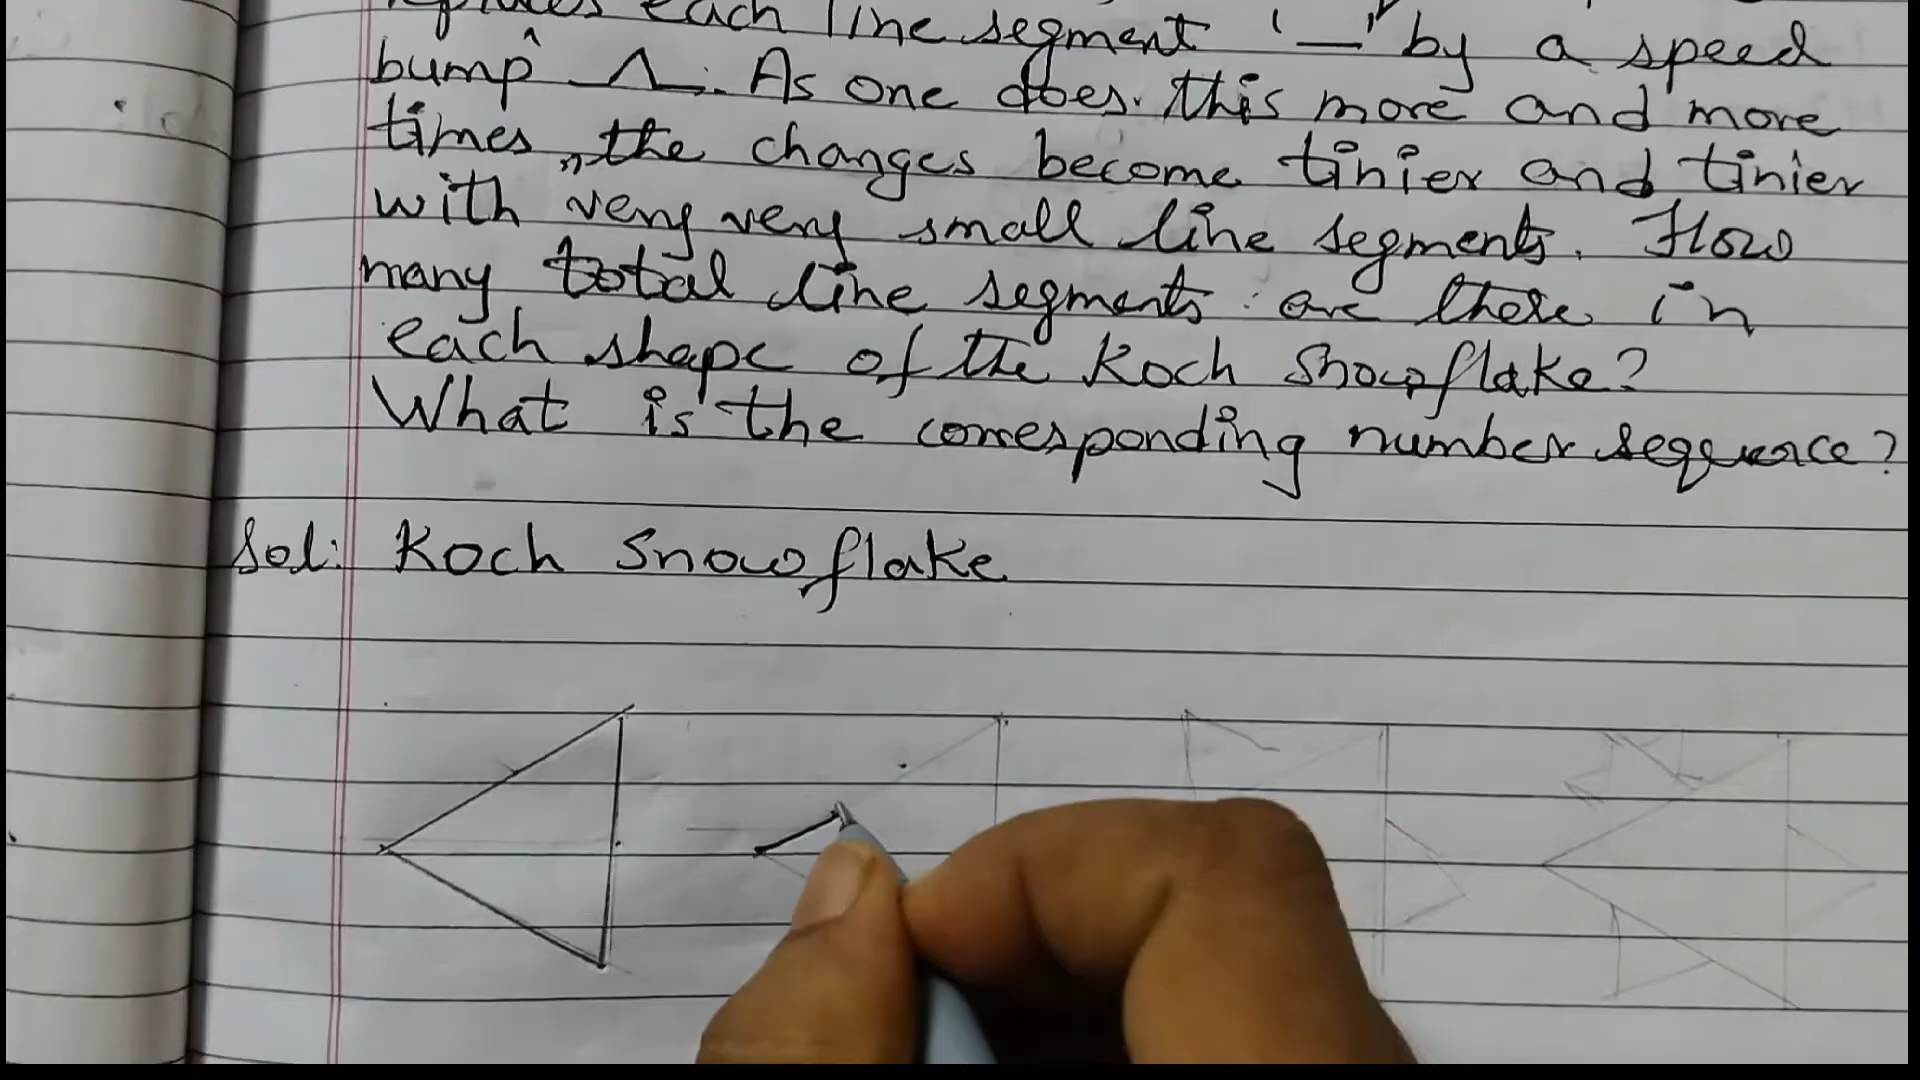 each line segment '—' by a speed
bump. As one does this more and more
times, the changes become tinier and tinier
with very very small line segments. How
many total line segments are there in
each shape of the Koch Snowflake?
What is the corresponding number sequence?
Sol: Koch Snowflake